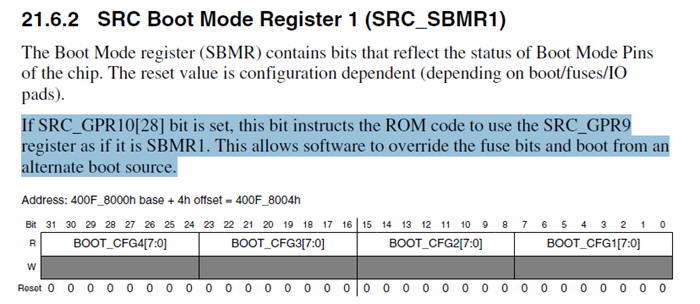 21.6.2 SRC Boot Mode Register 1 (SRC_SBMR1)
The Boot Mode register (SBMR) contains bits that reflect the status of Boot Mode Pins
of the chip. The reset value is configuration dependent (depending on boot/fuses/IO
pads).
If SRC_GPR10[28] bit is set, this bit instructs the ROM code to use the SRC_GPR9
register as if it is SBMR1. This allows software to override the fuse bits and boot from an
alternate boot source.
Address: 400F_8000h base + 4h offset = 400F_8004h
Bit 31 30 29 28 27 26 25 24 23 22 21 20 19 18 17 16 15 14 13 12 11 10 9 8 7 6 5 4 3 2 1 0
R BOOT_CFG4[7:0] BOOT_CFG3[7:0] BOOT_CFG2[7:0] BOOT_CFG1[7:0]
W
Reset 0 0 0 0 0 0 0 0 0 0 0 0 0 0 0 0 0 0 0 0 0 0 0 0 0 0 0 0 0 0 0 0